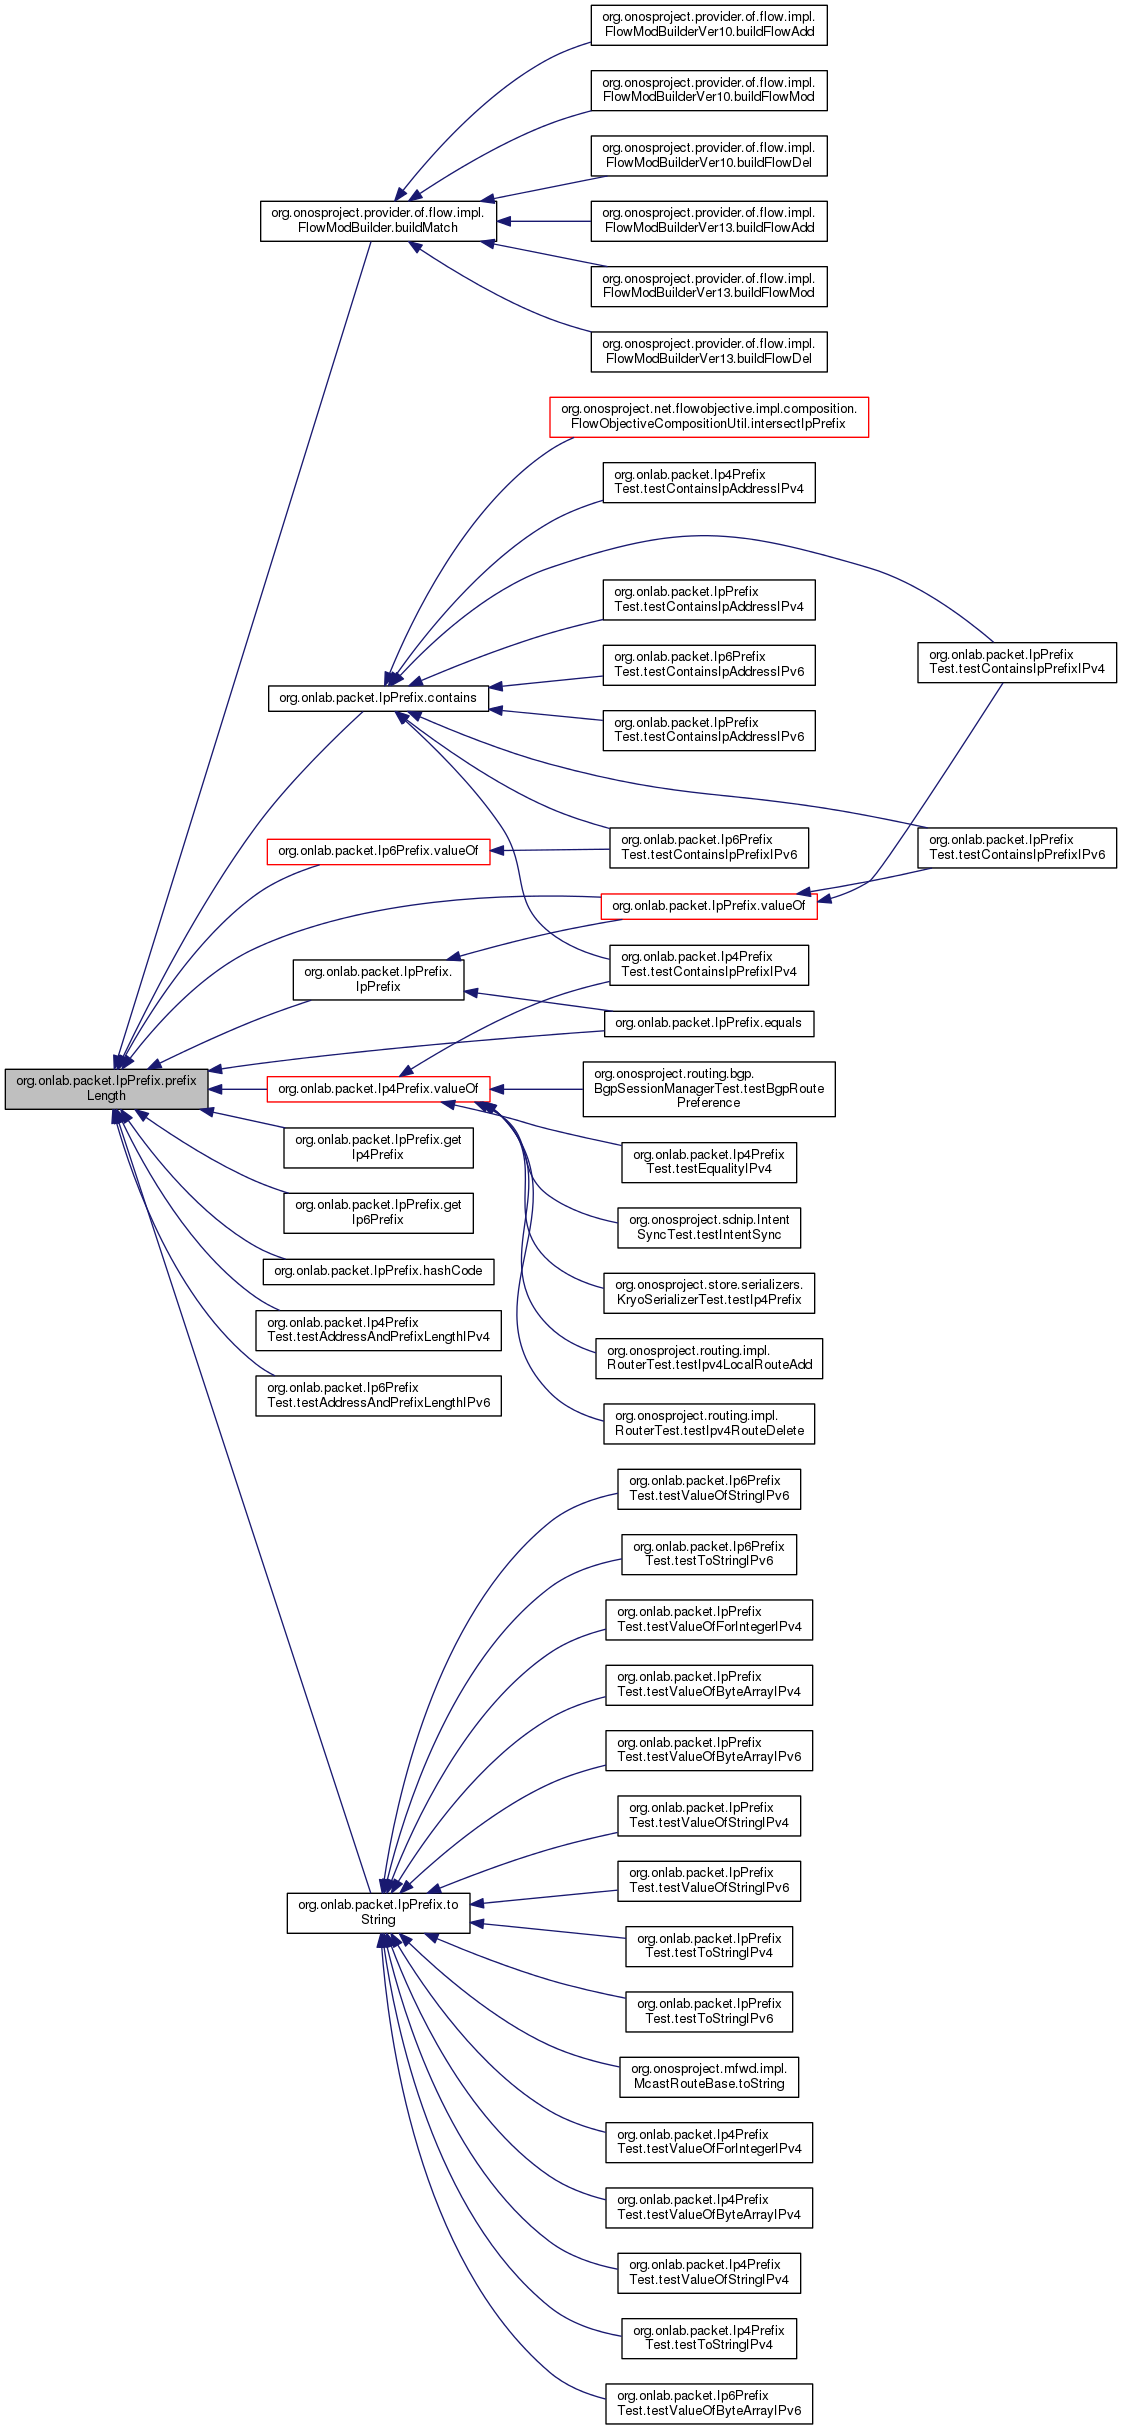 org.onosproject.provider.of.flow.impl.
FlowModBuilderVer10.buildFlowAdd
org.onosproject.provider.of.flow.impl.
FlowModBuilderVer10.buildFlowMod
org.onosproject.provider.of.flow.impl.
FlowModBuilderVer10.buildFlowDel
org.onosproject.provider.of.flow.impl.
FlowModBuilder.buildMatch
org.onosproject.provider.of.flow.impl.
FlowModBuilderVer13.buildFlowAdd
org.onosproject.provider.of.flow.impl.
FlowModBuilderVer13.buildFlowMod
org.onosproject.provider.of.flow.impl.
FlowModBuilderVer13.buildFlowDel
org.onosproject.net.flowobjective.impl.composition.
FlowObjectiveCompositionUtil.intersectIpPrefix
org.onlab.packet.Ip4Prefix
Test.testContainsIpAddressIPv4
org.onlab.packet.IpPrefix
Test.testContainsIpAddressIPv4
org.onlab.packet.Ip6Prefix
Test.testContainsIpAddressIPv6
org.onlab.packet.IpPrefix
Test.testContainsIpPrefixIPv4
org.onlab.packet.IpPrefix.contains
org.onlab.packet.IpPrefix
Test.testContainsIpAddressIPv6
org.onlab.packet.Ip6Prefix.valueOf
org.onlab.packet.Ip6Prefix
Test.testContainsIpPrefixIPv6
org.onlab.packet.IpPrefix
Test.testContainsIpPrefixIPv6
org.onlab.packet.IpPrefix.valueOf
org.onlab.packet.IpPrefix.
IpPrefix
org.onlab.packet.Ip4Prefix
Test.testContainsIpPrefixIPv4
org.onlab.packet.IpPrefix.equals
org.onlab.packet.IpPrefix.prefix
Length
org.onlab.packet.Ip4Prefix.valueOf
org.onosproject.routing.bgp.
BgpSessionManagerTest.testBgpRoute
Preference
org.onlab.packet.IpPrefix.get
Ip4Prefix
org.onlab.packet.Ip4Prefix
Test.testEqualityIPv4
org.onlab.packet.IpPrefix.get
Ip6Prefix
org.onosproject.sdnip.Intent
SyncTest.testIntentSync
org.onlab.packet.IpPrefix.hashCode
org.onosproject.store.serializers.
KryoSerializerTest.testIp4Prefix
org.onlab.packet.Ip4Prefix
Test.testAddressAndPrefixLengthIPv4
org.onosproject.routing.impl.
RouterTest.testIpv4LocalRouteAdd
org.onlab.packet.Ip6Prefix
Test.testAddressAndPrefixLengthIPv6
org.onosproject.routing.impl.
RouterTest.testIpv4RouteDelete
org.onlab.packet.Ip6Prefix
Test.testValueOfStringIPv6
org.onlab.packet.Ip6Prefix
Test.testToStringIPv6
org.onlab.packet.IpPrefix
Test.testValueOfForIntegerIPv4
org.onlab.packet.IpPrefix
Test.testValueOfByteArrayIPv4
org.onlab.packet.IpPrefix
Test.testValueOfByteArrayIPv6
org.onlab.packet.IpPrefix
Test.testValueOfStringIPv4
org.onlab.packet.IpPrefix
Test.testValueOfStringIPv6
org.onlab.packet.IpPrefix.to
String
org.onlab.packet.IpPrefix
Test.testToStringIPv4
org.onlab.packet.IpPrefix
Test.testToStringIPv6
org.onosproject.mfwd.impl.
McastRouteBase.toString
org.onlab.packet.Ip4Prefix
Test.testValueOfForIntegerIPv4
org.onlab.packet.Ip4Prefix
Test.testValueOfByteArrayIPv4
org.onlab.packet.Ip4Prefix
Test.testValueOfStringIPv4
org.onlab.packet.Ip4Prefix
Test.testToStringIPv4
org.onlab.packet.Ip6Prefix
Test.testValueOfByteArrayIPv6